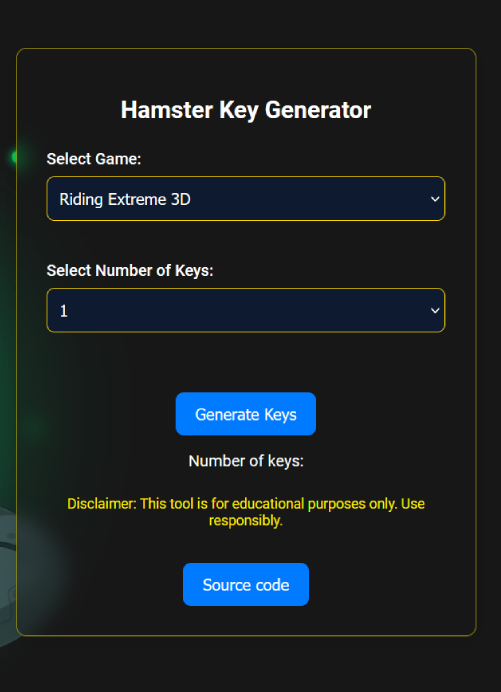 Hamster Key Generator
Select Game:
Riding Extreme 3D
Select Number of Keys:
1
Generate Keys
Number of keys:
Disclaimer: This tool is for educational purposes only. Use
responsibly.
Source code